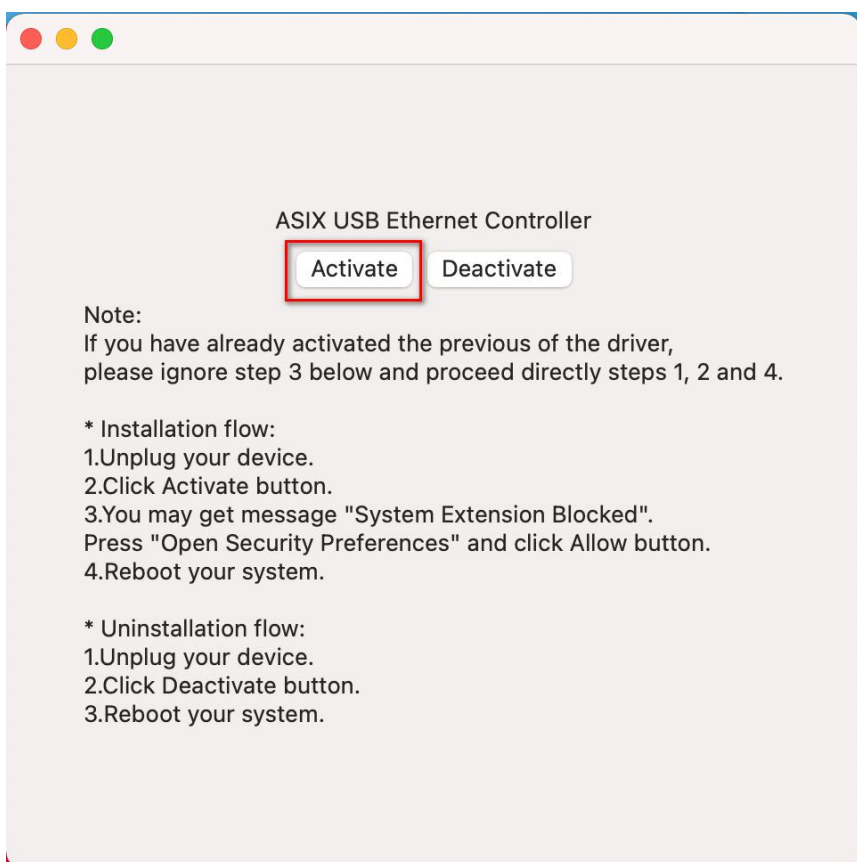 ASIX USB Ethernet Controller
Activate Deactivate
Note:
If you have already activated the previous of the driver,
please ignore step 3 below and proceed directly steps 1, 2 and 4.
* Installation flow:
1.Unplug your device.
2.Click Activate button.
3.You may get message "System Extension Blocked".
Press "Open Security Preferences" and click Allow button.
4.Reboot your system.
* Uninstallation flow:
1.Unplug your device.
2.Click Deactivate button.
3.Reboot your system.